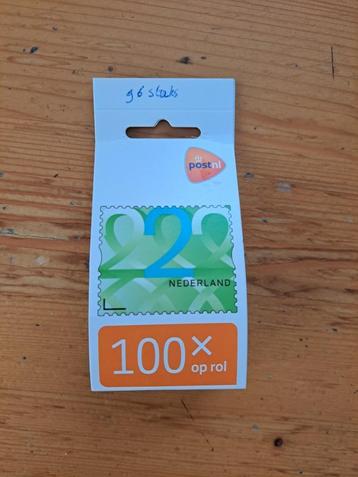 96 stuks
postnl
2
NEDERLAND
100×
op rol